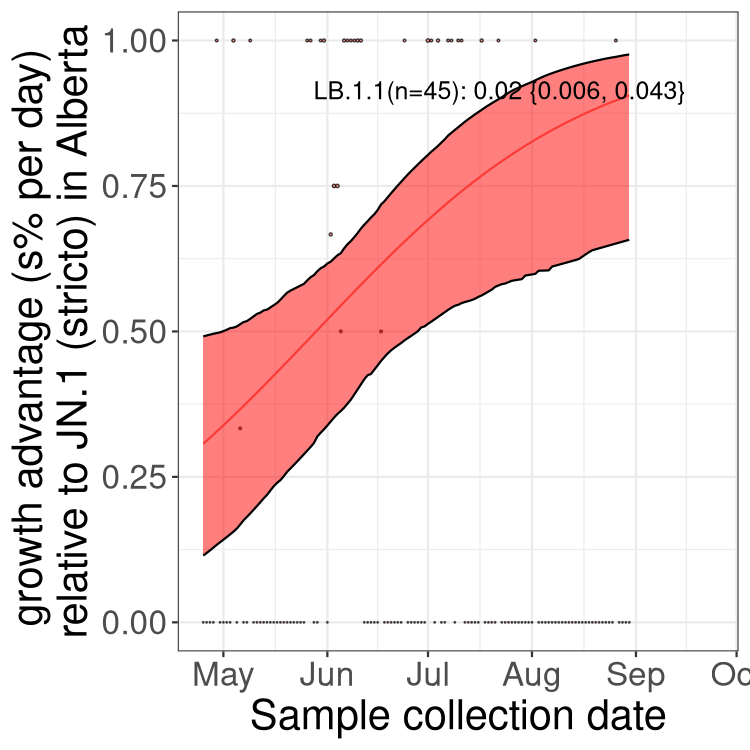 growth advantage (s% per day)
relative to JN.1 (stricto) in Alberta
1.00
0.75
0.50
0.25
0.00
LB.1.1(n=45): 0.02 {0.006, 0.043}
May Jun Jul Aug Sep Oc
Sample collection date